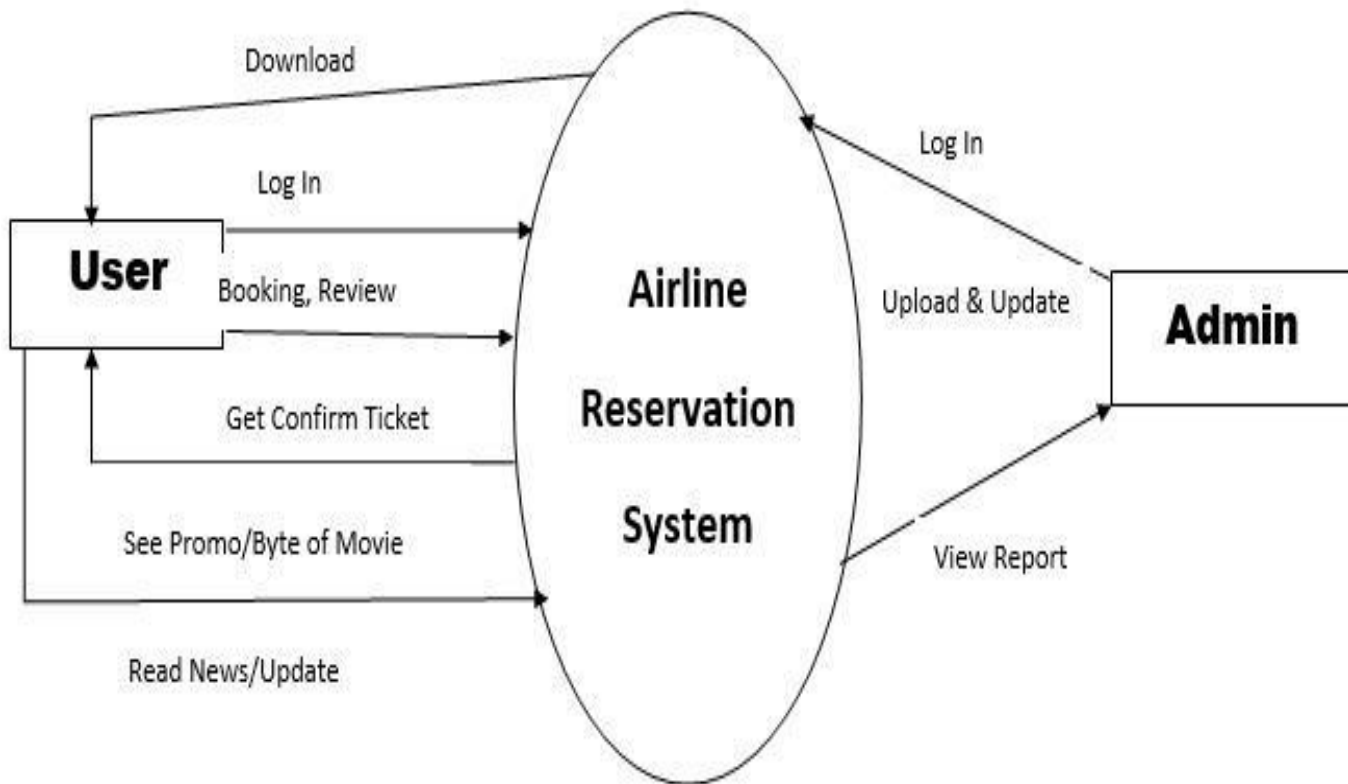 Download
Log In
Log In
User
Booking, Review
Airline
Reservation
System
Upload & Update
Admin
Get Confirm Ticket
See Promo/Byte of Movie
View Report
Read News/Update